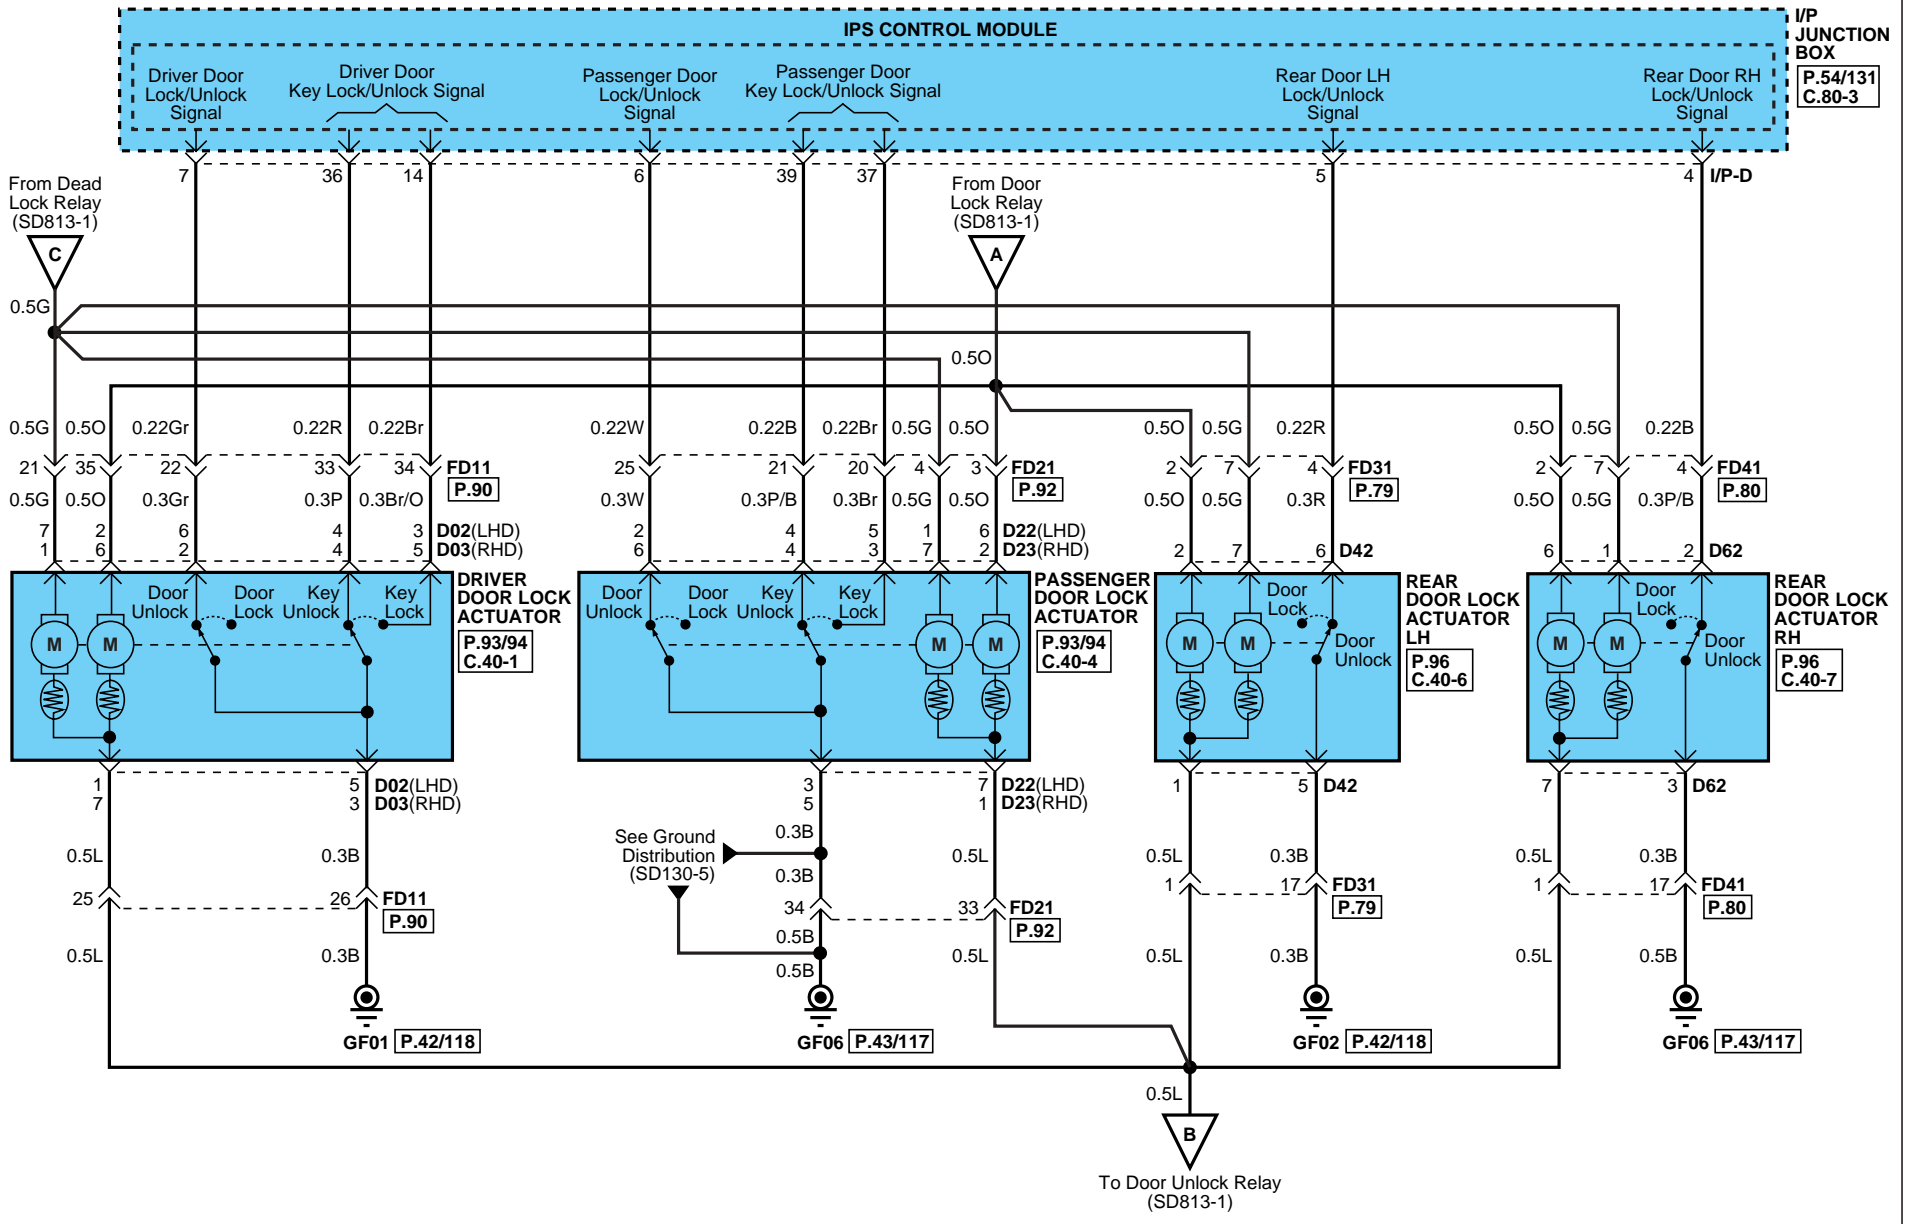 IPS CONTROL MODULE
I/P
JUNCTION
BOX
P.54/131
C.80-3
Driver Door
Lock/Unlock
Signal
Driver Door
Key Lock/Unlock Signal
Passenger Door
Lock/Unlock
Signal
Passenger Door
Key Lock/Unlock Signal
Rear Door LH
Lock/Unlock
Signal
Rear Door RH
Lock/Unlock
Signal
7 36 14 6 39 37 5 4 I/P-D
From Dead
Lock Relay
(SD813-1)
C
From Door
Lock Relay
(SD813-1)
A
0.5G
0.5O
0.5G 0.5O 0.22Gr 0.22R 0.22Br 0.22W 0.22B 0.22Br 0.5G 0.5O 0.5O 0.5G 0.22R 0.5O 0.5G 0.22B
21 35 22 33 34 FD11 25 21 20 4 3 FD21 2 7 4 FD31 2 7 4 FD41
P.90 P.92 P.79 P.80
0.5G 0.5O 0.3Gr 0.3P 0.3Br/O 0.3W 0.3P/B 0.3Br 0.5G 0.5O 0.5O 0.5G 0.3R 0.5O 0.5G 0.3P/B
7 2 6 4 3 D02(LHD) 2 4 5 1 6 D22(LHD)
1 6 2 4 5 D03(RHD) 6 4 3 7 2 D23(RHD) 2 7 6 D42 6 1 2 D62
Door
Unlock
Door
Lock
Key
Unlock
Key
Lock
M M
DRIVER
DOOR LOCK
ACTUATOR
P.93/94
C.40-1
Door
Unlock
Door
Lock
Key
Unlock
Key
Lock
M M
PASSENGER
DOOR LOCK
ACTUATOR
P.93/94
C.40-4
Door
Lock
M M
Door
Unlock
REAR
DOOR LOCK
ACTUATOR
LH
P.96
C.40-6
Door
Lock
M M
Door
Unlock
REAR
DOOR LOCK
ACTUATOR
RH
P.96
C.40-7
1 5 D02(LHD) 3 7 D22(LHD) 1 5 D42 7 3 D62
7 3 D03(RHD) 5 1 D23(RHD)
See Ground
Distribution
(SD130-5)
0.3B
0.5L 0.3B 0.3B 0.5L 0.5L 0.3B 0.5L 0.3B
25 26 FD11 34 33 FD21 1 17 FD31 1 17 FD41
P.90 P.92 P.79 P.80
0.5B
0.5L 0.3B 0.5B 0.5L 0.5L 0.3B 0.5L 0.5B
GF01 P.42/118 GF06 P.43/117 GF02 P.42/118 GF06 P.43/117
0.5L
B
To Door Unlock Relay
(SD813-1)